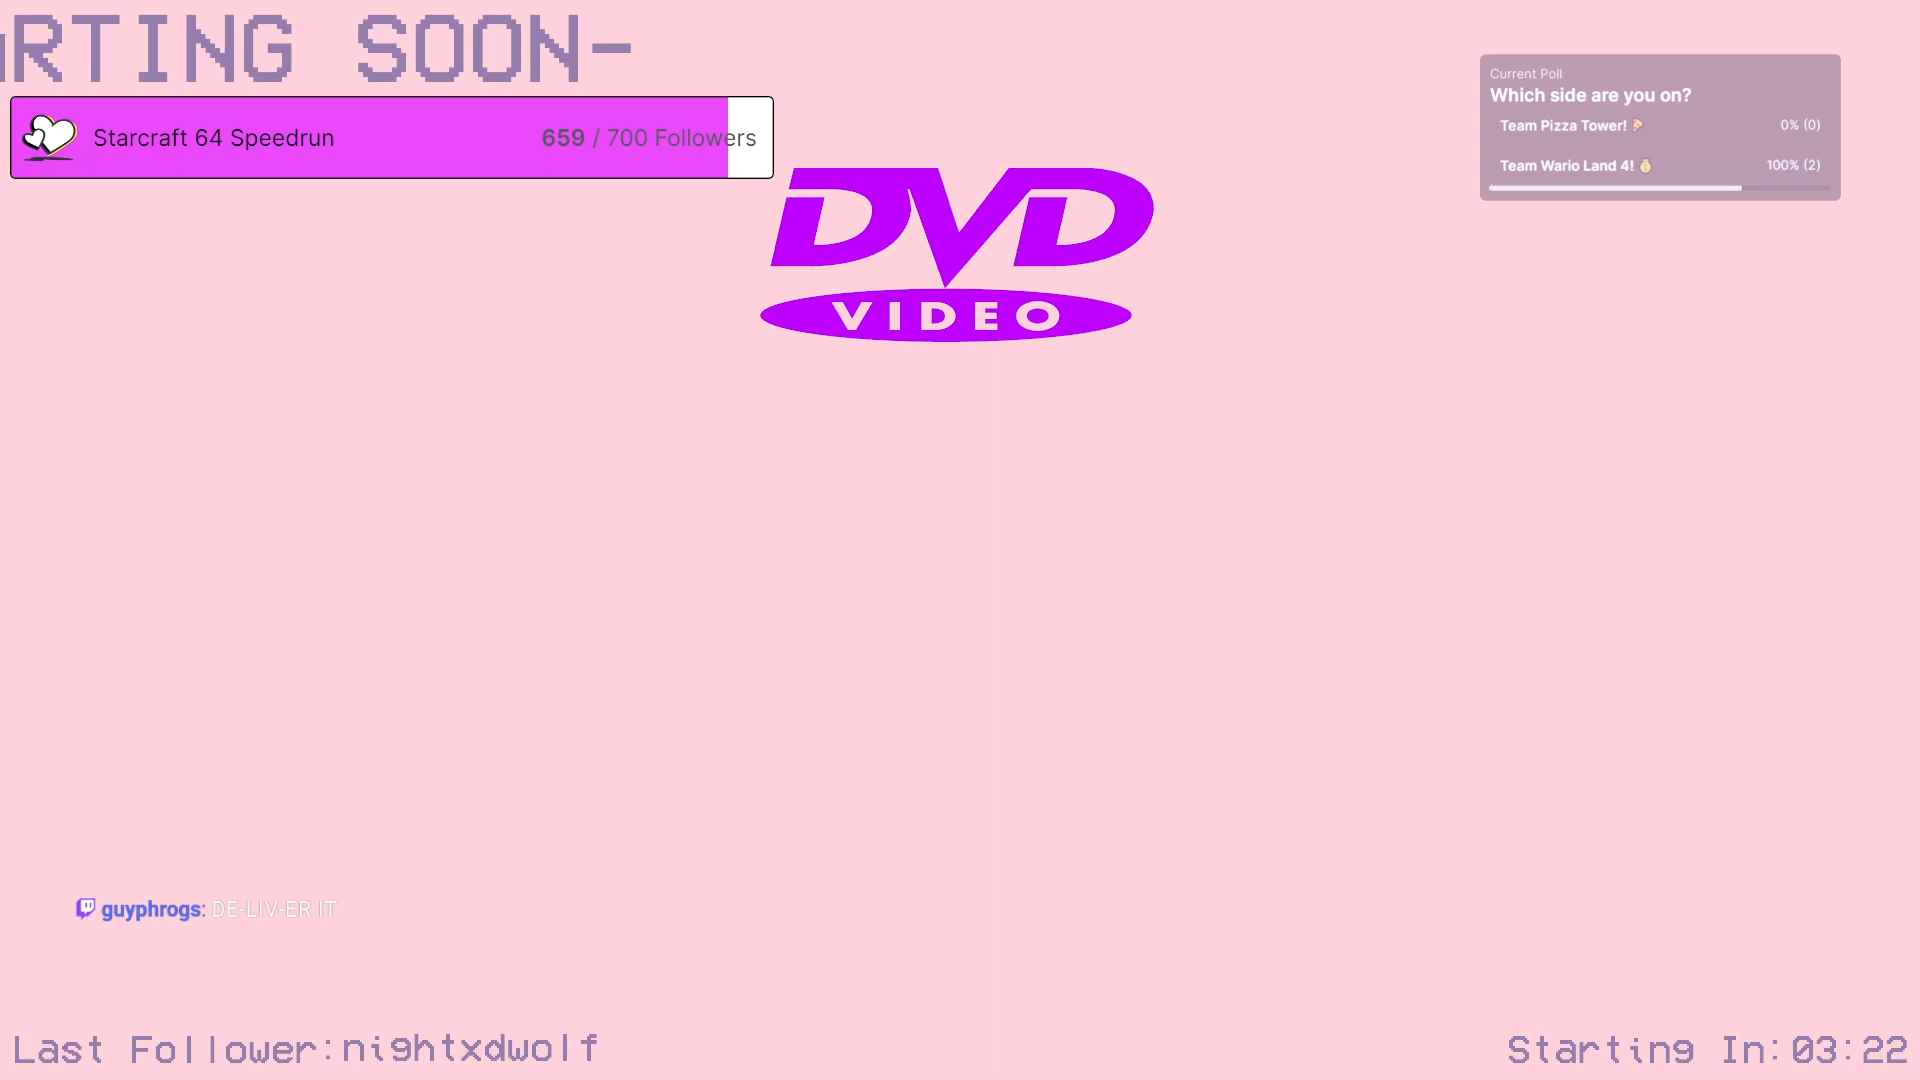 ARTING SOON-
Starcraft 64 Speedrun 659 / 700 Followers
Current Poll
Which side are you on?
Team Pizza Tower! 🍕 0% (0)
Team Wario Land 4! 💰 100% (2)
DVD
VIDEO
guyphrogs: DE-LIV-ER IT
Last Follower:nightxdwolf
Starting In:03:22